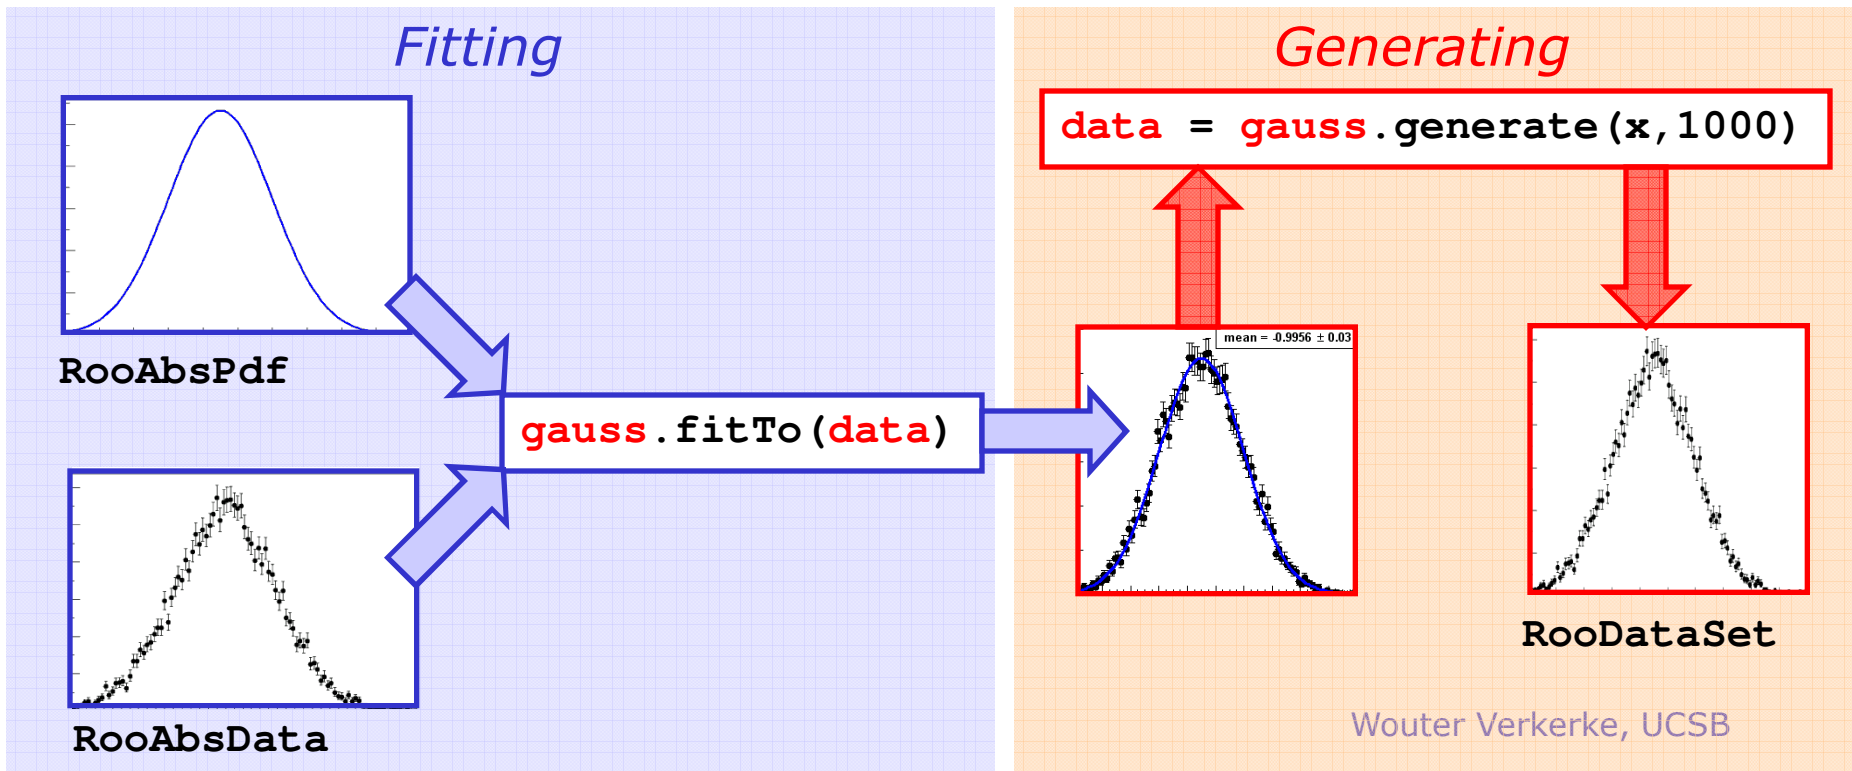 Fitting
RooAbsPdf
RooAbsData
gauss.fitTo(data)
Generating
data = gauss.generate(x,1000)
mean = -0.9956 ± 0.03
RooDataSet
Wouter Verkerke, UCSB